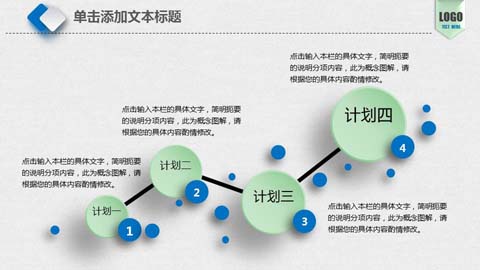 单击添加文本标题
LOGO
点击输入本栏的具体文字，简明扼要
的说明分项内容，此为概念图解，请
根据您的具体内容酌情修改。
计划四
4
点击输入本栏的具体文字，简明扼要
的说明分项内容，此为概念图解，请
根据您的具体内容酌情修改。
计划二
2
点击输入本栏的具体文字，简明扼要
的说明分项内容，此为概念图解，请
根据您的具体内容酌情修改。
计划一
1
计划三
3
点击输入本栏的具体文字，简明扼要
的说明分项内容，此为概念图解，请
根据您的具体内容酌情修改。